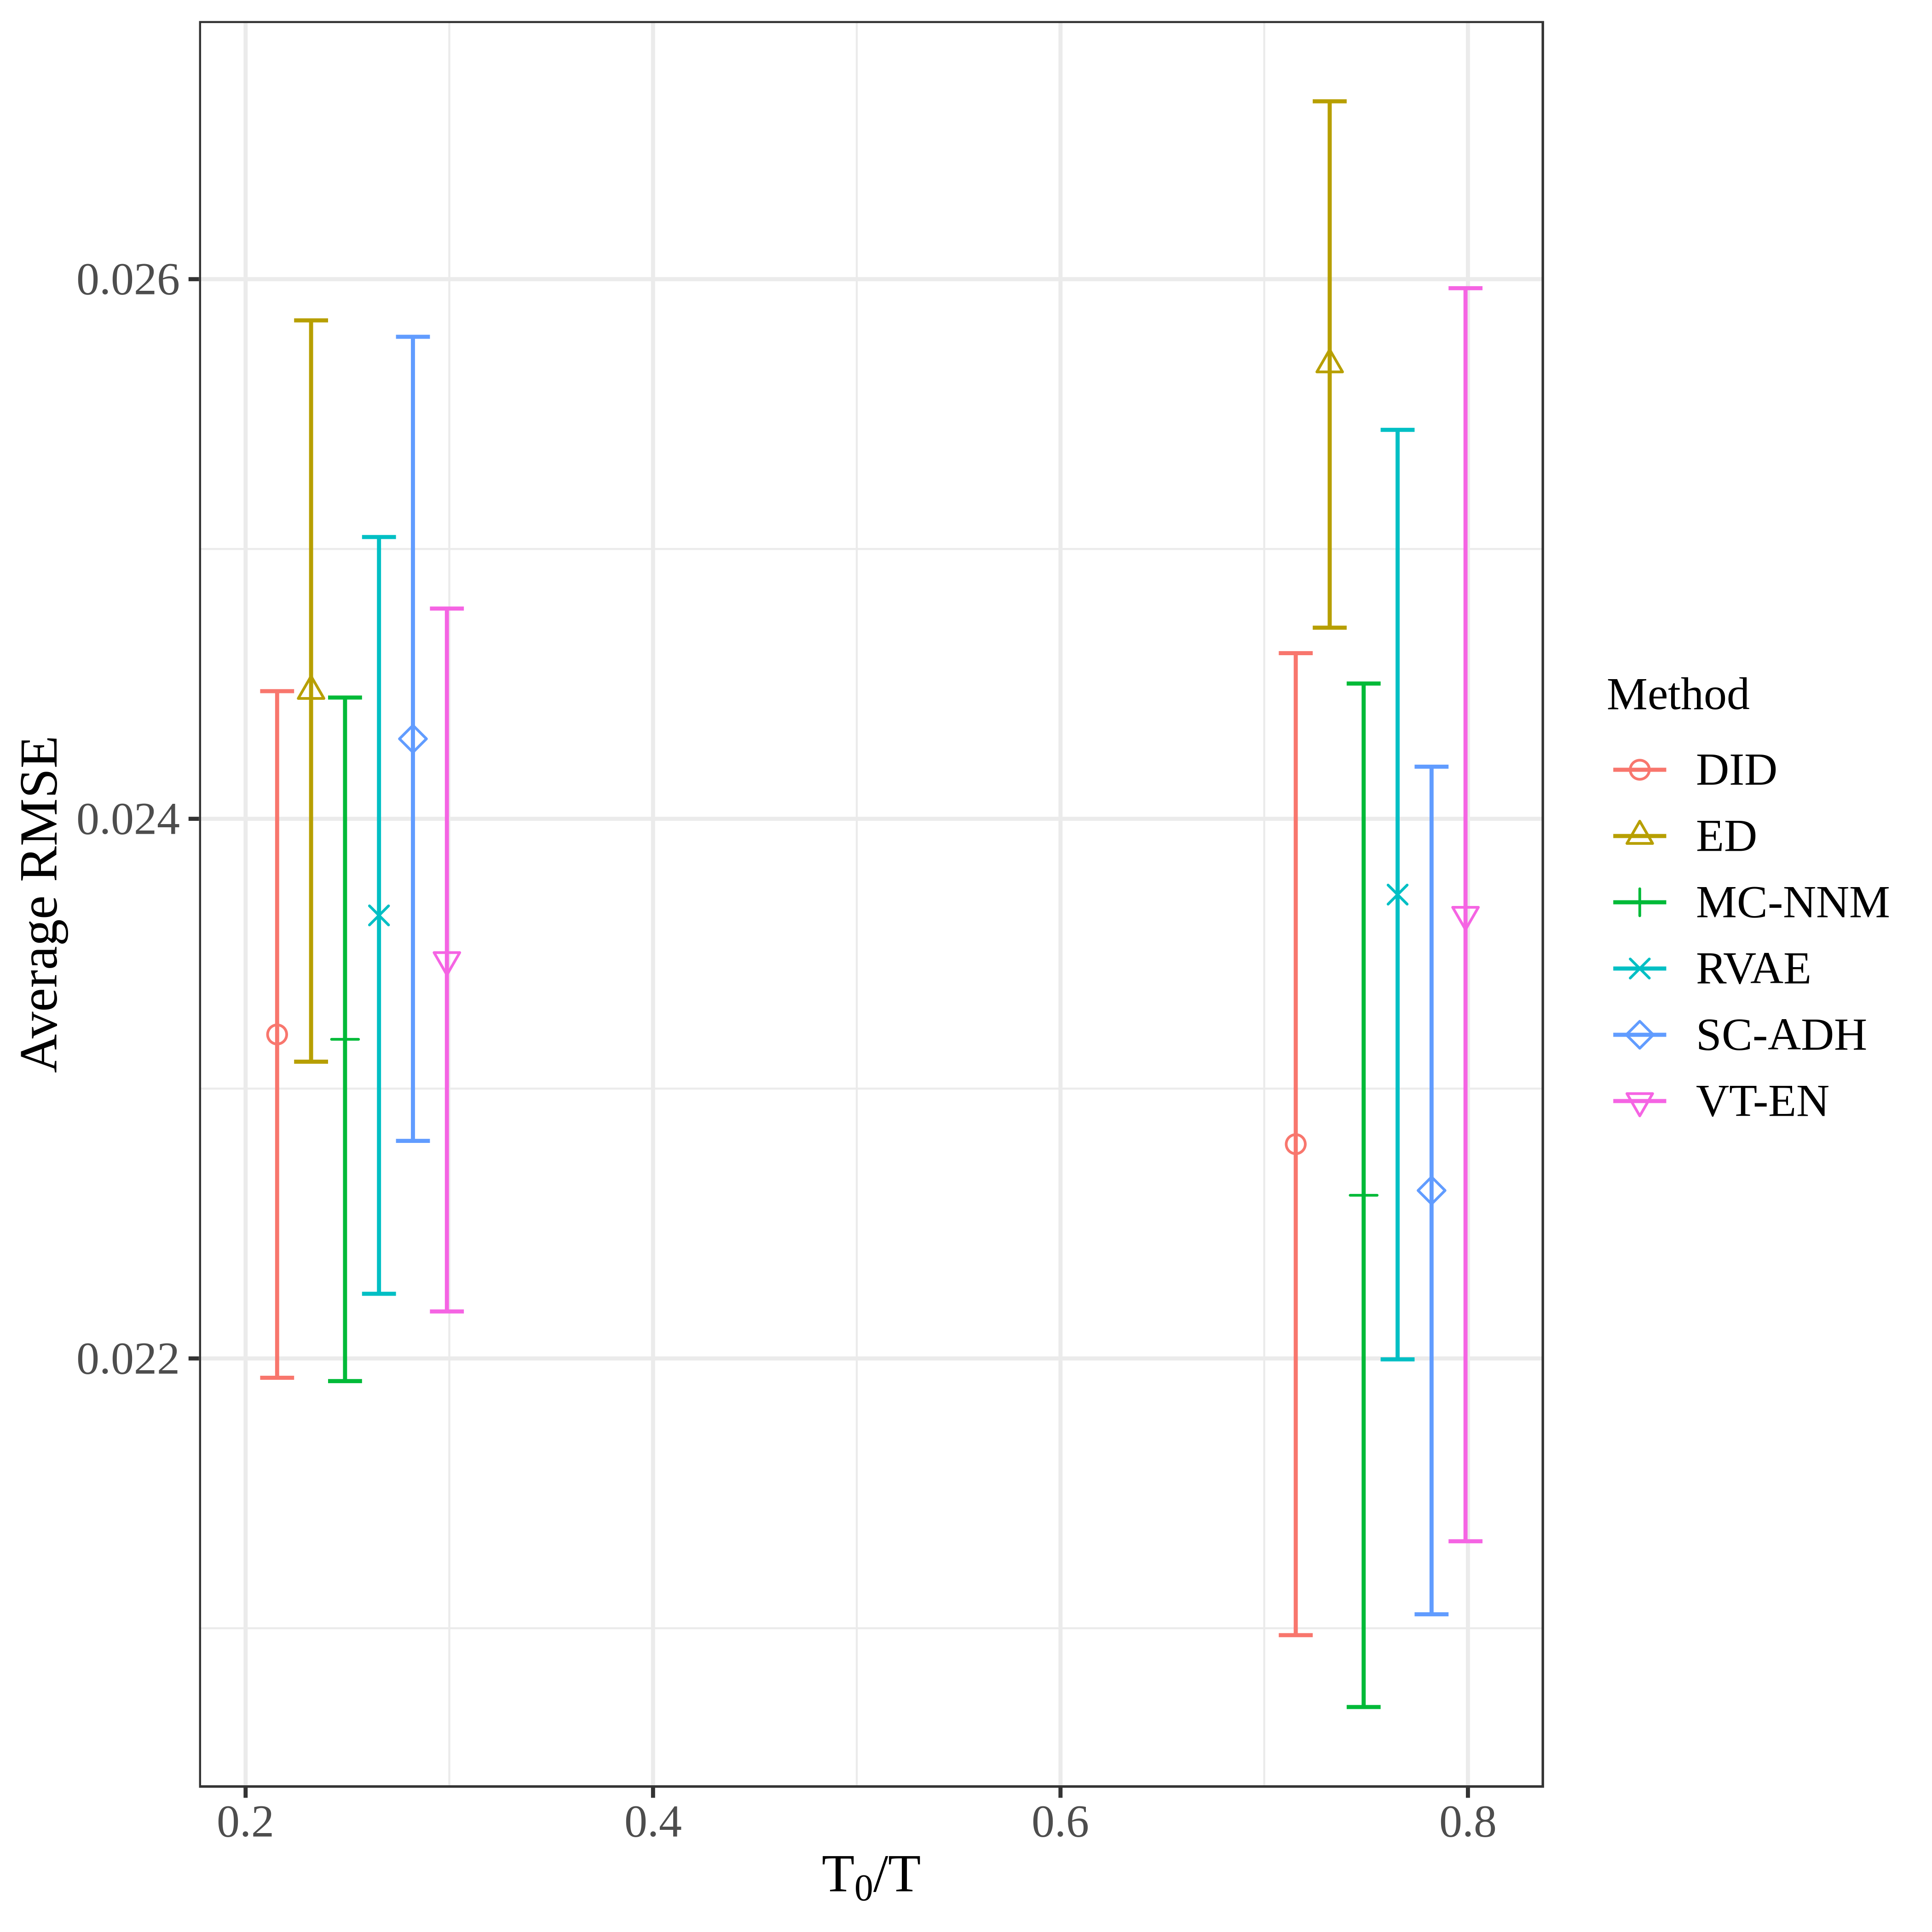 0.026
0.024
0.022
Average RMSE
0.2
0.4
0.6
0.8
T₀/T
Method
DID
ED
MC-NNM
RVAE
SC-ADH
VT-EN